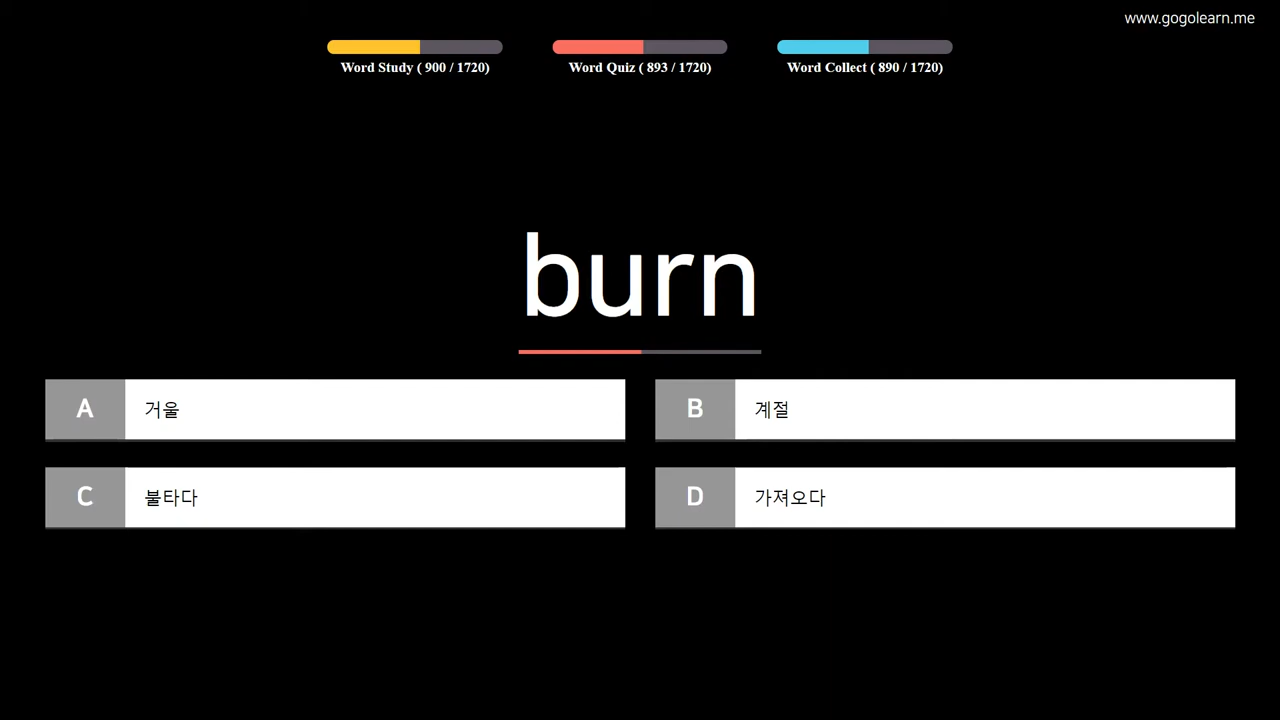 www.gogolearn.me
Word Study ( 900 / 1720)
Word Quiz ( 893 / 1720)
Word Collect ( 890 / 1720)
burn
A 거울
B 계절
C 불타다
D 가져오다